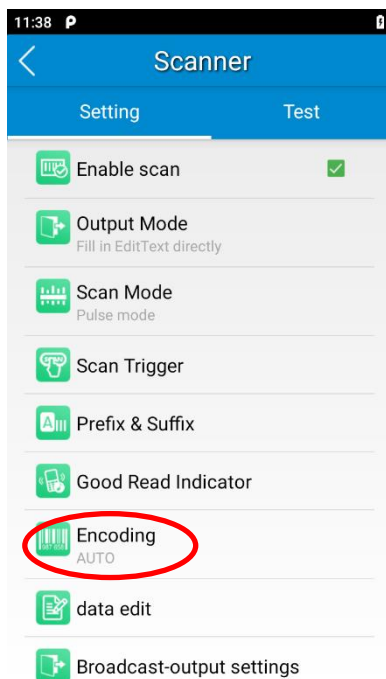 11:38 P
Scanner
Setting Test
Enable scan
Output Mode
Fill in EditText directly
Scan Mode
Pulse mode
Scan Trigger
Prefix & Suffix
Good Read Indicator
Encoding
AUTO
data edit
Broadcast-output settings